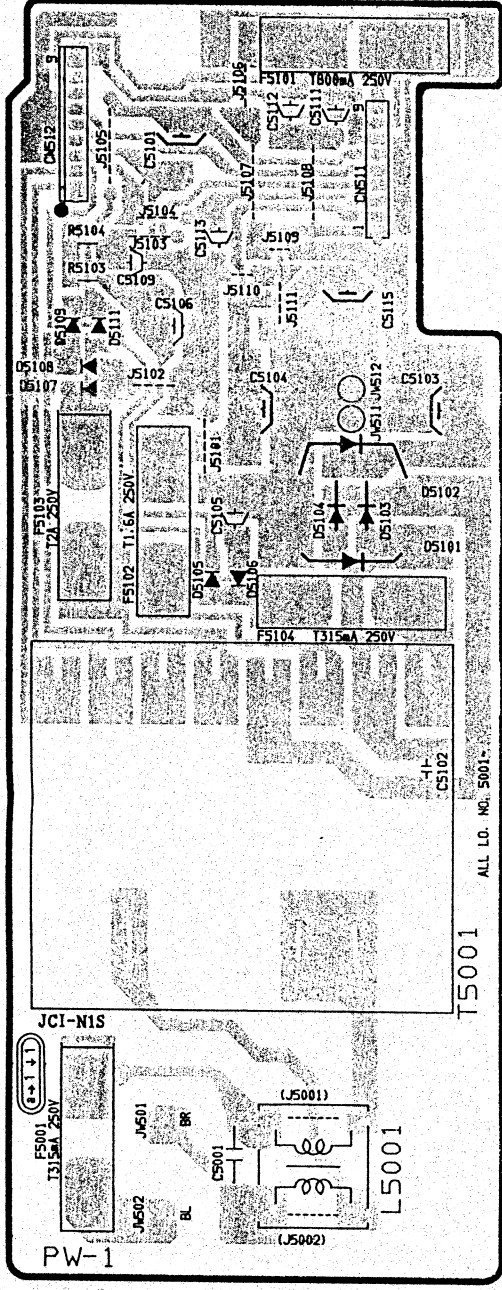 F5101 T800mA 250V
J5106
C5112
C5111
9
CN512
J5105
C5101
J5107
J5108
9
CN511
1
J5104
R5104
J5103
C5113
J5109
R5103
C5109
J5110
J5111
C5106
C5115
D5109
D5111
D5108
D5107
J5102
C5104
JW511
JW512
C5103
F5103
T2A 250V
F5102 T1.6A 250V
J5101
C5105
D5104
D5103
D5102
D5101
D5105
D5106
F5104 T315mA 250V
C5102
ALL LO. NO. 5001~
T5001
JCI-N1S
a→1 ↓1
F5001
T315mA 250V
JW501
BR
JW502
BL
C5001
(J5001)
L5001
(J5002)
PW-1